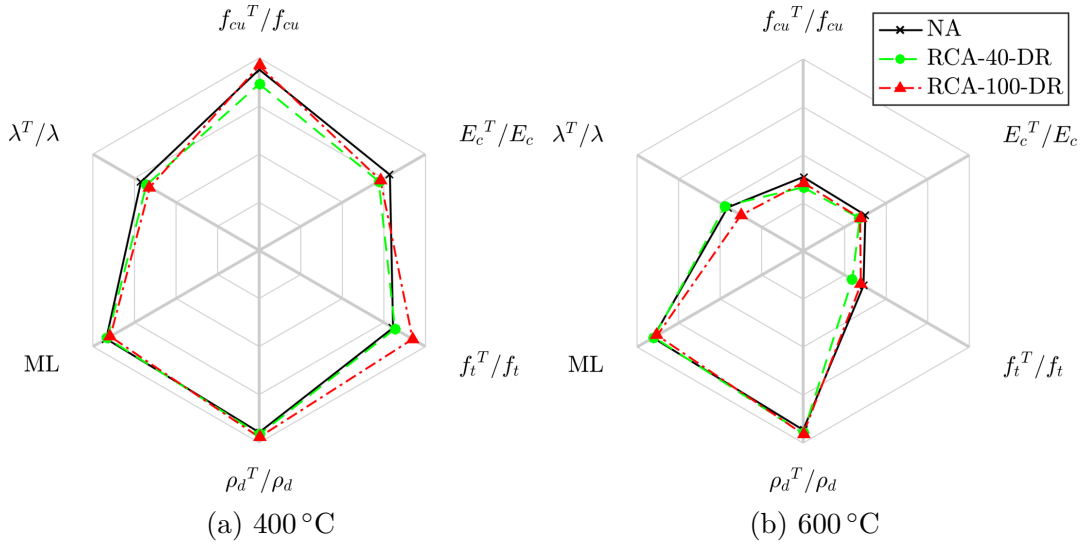 f_cu^T/f_cu
λ^T/λ
E_c^T/E_c
ML
f_t^T/f_t
ρ_d^T/ρ_d
(a) 400 °C
f_cu^T/f_cu
NA
RCA-40-DR
RCA-100-DR
λ^T/λ
E_c^T/E_c
ML
f_t^T/f_t
ρ_d^T/ρ_d
(b) 600 °C